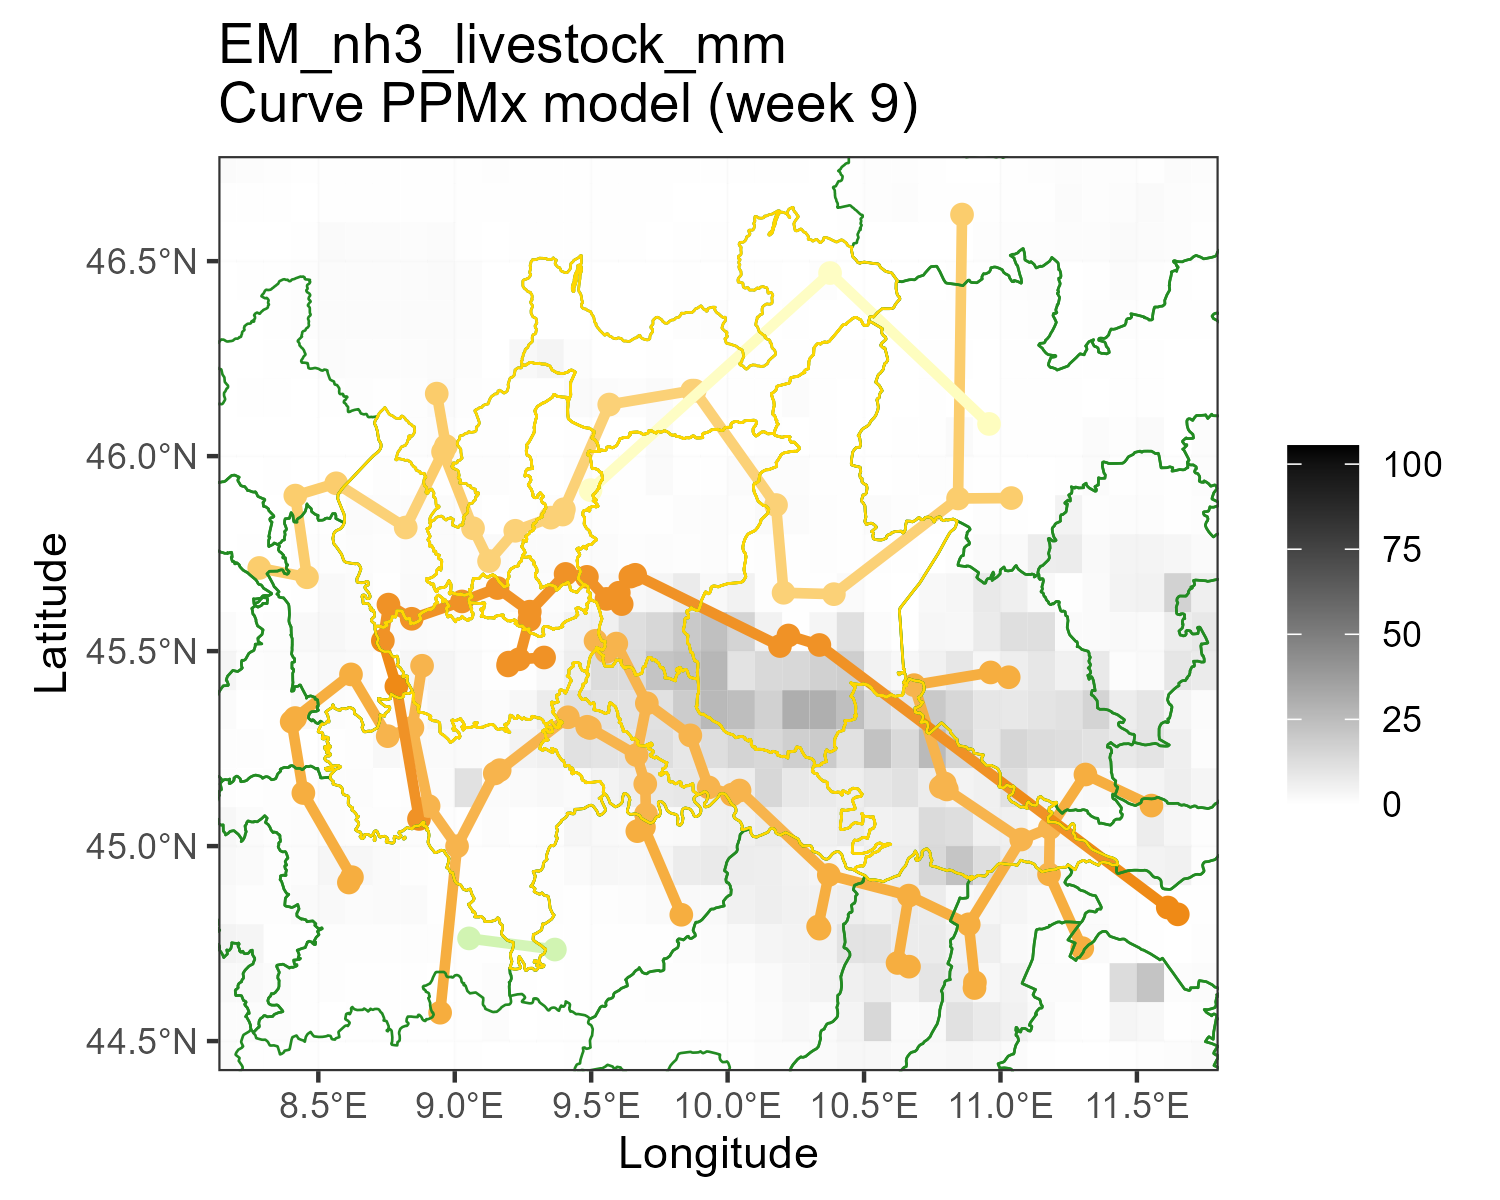 EM_nh3_livestock_mm
Curve PPMx model (week 9)
46.5°N
46.0°N
45.5°N
45.0°N
44.5°N
Latitude
8.5°E
9.0°E
9.5°E
10.0°E
10.5°E
11.0°E
11.5°E
Longitude
100
75
50
25
0